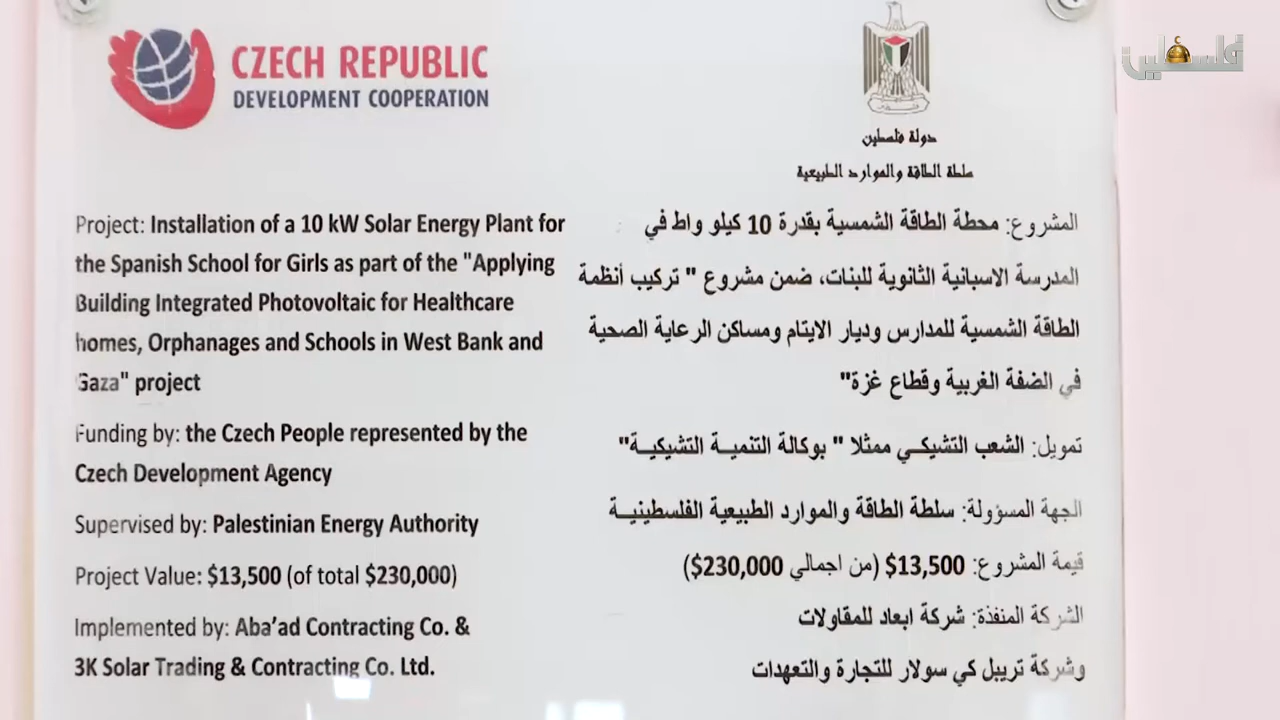 CZECH REPUBLIC
DEVELOPMENT COOPERATION
فلسطين
دولة فلسطين
سلطة الطاقة والموارد الطبيعية
Project: Installation of a 10 kW Solar Energy Plant for
the Spanish School for Girls as part of the "Applying
Building Integrated Photovoltaic for Healthcare
homes, Orphanages and Schools in West Bank and
Gaza" project
Funding by: the Czech People represented by the
Czech Development Agency
Supervised by: Palestinian Energy Authority
Project Value: $13,500 (of total $230,000)
Implemented by: Aba’ad Contracting Co. &
3K Solar Trading & Contracting Co. Ltd.
المشروع: محطة الطاقة الشمسية بقدرة 10 كيلو واط في
المدرسة الاسبانية الثانوية للبنات، ضمن مشروع " تركيب أنظمة
الطاقة الشمسية للمدارس وديار الايتام ومساكن الرعاية الصحية
في الضفة الغربية وقطاع غزة"
تمويل: الشعب التشيكي ممثلا " بوكالة التنمية التشيكية"
الجهة المسؤولة: سلطة الطاقة والموارد الطبيعية الفلسطينية
قيمة المشروع: 13,500$ (من اجمالي 230,000$)
الشركة المنفذة: شركة ابعاد للمقاولات
وشركة تريبل كي سولار للتجارة والتعهدات